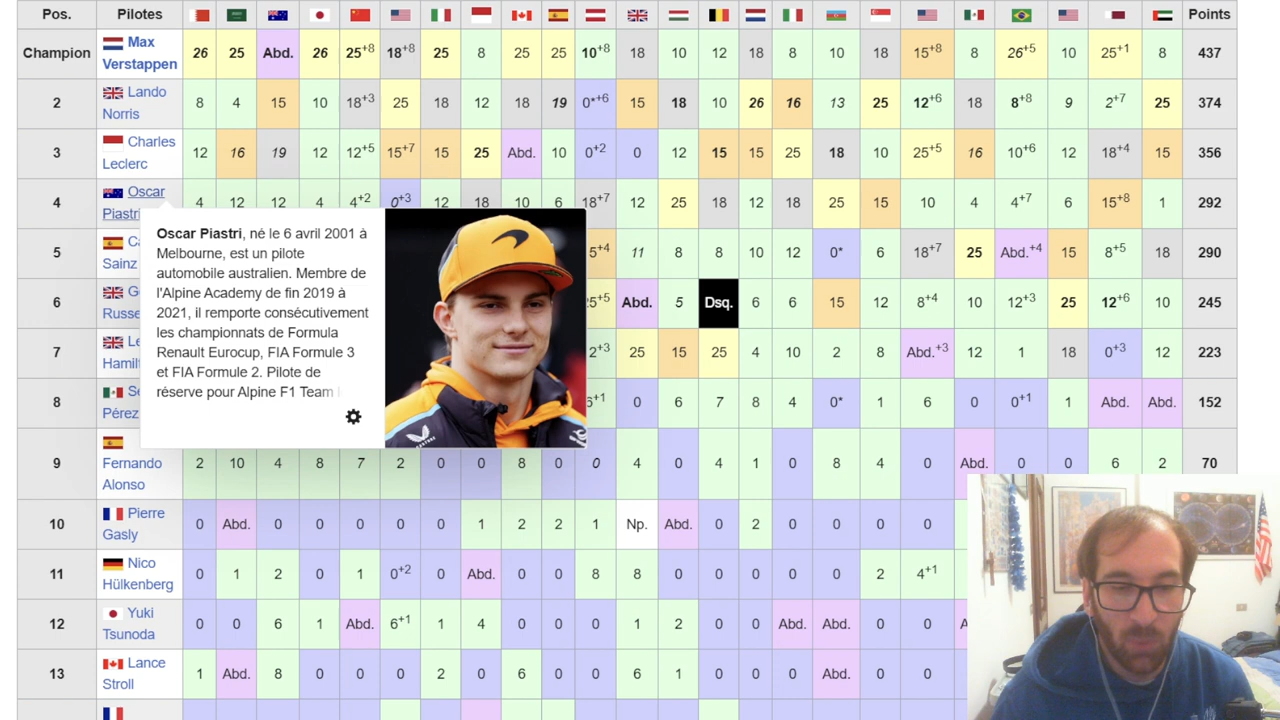 Pos. Pilotes Points
Champion Max Verstappen 26 25 Abd. 26 25+8 18+8 25 8 25 25 10+8 18 10 12 18 8 10 18 15+8 8 26+5 10 25+1 8 437
2 Lando Norris 8 4 15 10 18+3 25 18 12 18 19 0*+6 15 18 10 26 16 13 25 12+6 18 8+8 9 2+7 25 374
3 Charles Leclerc 12 16 19 12 12+5 15+7 15 25 Abd. 10 0+2 0 12 15 15 25 18 10 25+5 16 10+6 12 18+4 15 356
4 Oscar Piastri 4 12 12 4 4+2 0+3 12 18 10 6 18+7 12 25 18 12 18 25 15 10 4 4+7 6 15+8 1 292
Oscar Piastri, né le 6 avril 2001 à
Melbourne, est un pilote
automobile australien. Membre de
l'Alpine Academy de fin 2019 à
2021, il remporte consécutivement
les championnats de Formula
Renault Eurocup, FIA Formule 3
et FIA Formule 2. Pilote de
réserve pour Alpine F1 Team
5 Sainz 5+4 11 8 8 10 12 0* 6 18+7 25 Abd.+4 15 8+5 18 290
6 Russe 5+5 Abd. 5 Dsq. 6 6 15 12 8+4 10 12+3 25 12+6 10 245
7 Hamil 2+3 25 15 25 4 10 2 8 Abd.+3 12 1 18 0+3 12 223
8 Pérez 6+1 0 6 7 8 4 0* 1 6 0 0+1 1 Abd. Abd. 152
9 Fernando Alonso 2 10 4 8 7 2 0 0 8 0 0 4 0 4 1 0 8 4 0 Abd. 0 0 6 2 70
10 Pierre Gasly 0 Abd. 0 0 0 0 0 1 2 2 1 Np. Abd. 0 2 0 0 0 0
11 Nico Hülkenberg 0 1 2 0 1 0+2 0 Abd. 0 0 8 8 0 0 0 0 0 2 4+1
12 Yuki Tsunoda 0 0 6 1 Abd. 6+1 1 4 0 0 0 1 2 0 0 Abd. Abd. 0 0
13 Lance Stroll 1 Abd. 8 0 0 0 2 0 6 0 0 6 1 0 0 0 Abd. 0 0